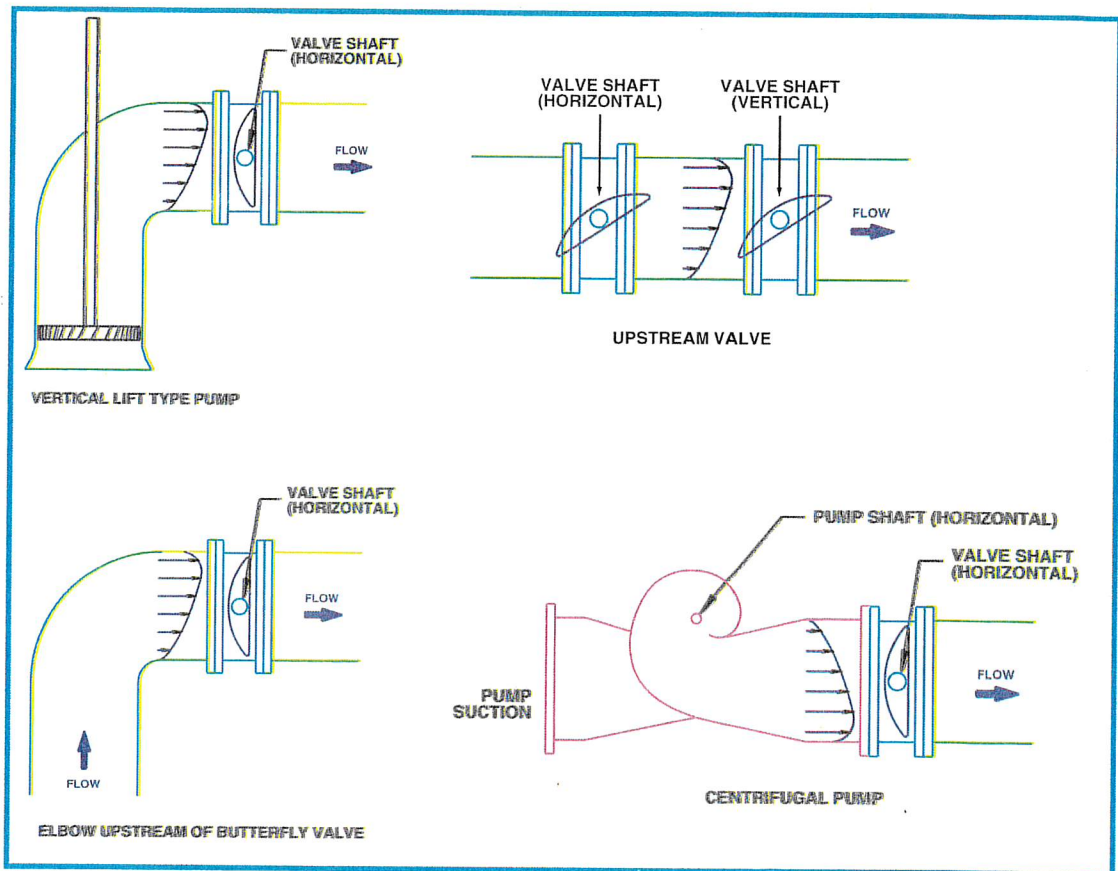 VALVE SHAFT
(HORIZONTAL)
FLOW
VERTICAL LIFT TYPE PUMP
VALVE SHAFT
(HORIZONTAL)
VALVE SHAFT
(VERTICAL)
FLOW
UPSTREAM VALVE
VALVE SHAFT
(HORIZONTAL)
FLOW
FLOW
ELBOW UPSTREAM OF BUTTERFLY VALVE
PUMP SHAFT (HORIZONTAL)
VALVE SHAFT
(HORIZONTAL)
FLOW
PUMP
SUCTION
CENTRIFUGAL PUMP